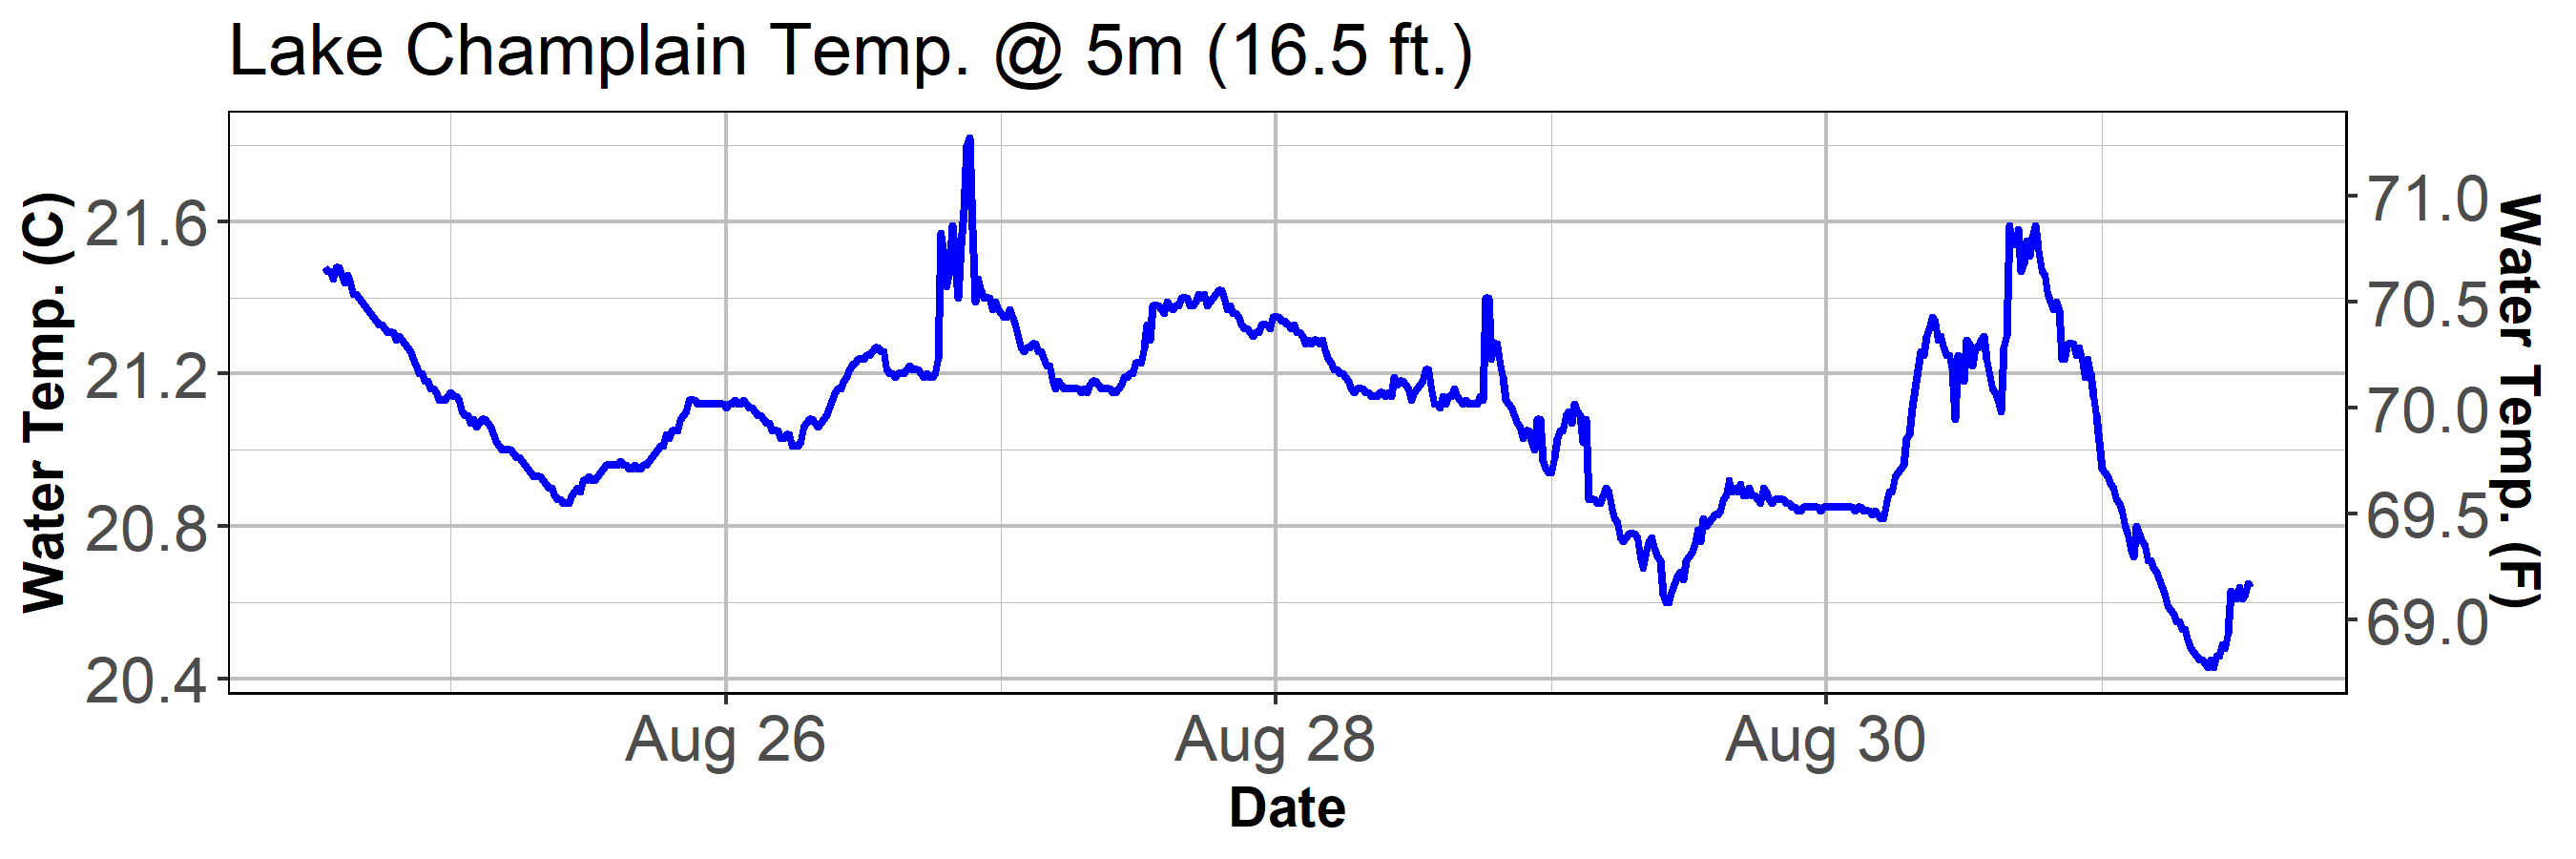 Lake Champlain Temp. @ 5m (16.5 ft.)
Water Temp. (C)
21.6
21.2
20.8
20.4
71.0
70.5
70.0
69.5
69.0
Water Temp. (F)
Aug 26
Aug 28
Aug 30
Date